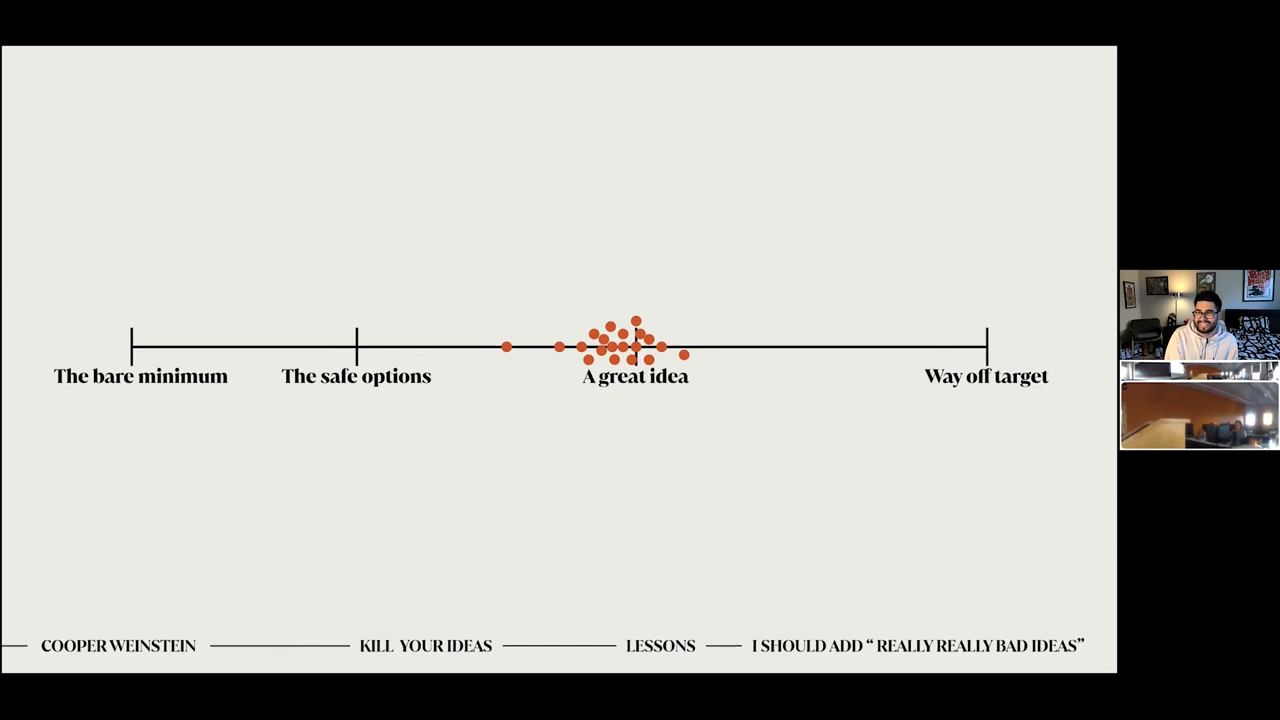 The bare minimum
The safe options
A great idea
Way off target
COOPER WEINSTEIN
KILL YOUR IDEAS
LESSONS
I SHOULD ADD “ REALLY REALLY BAD IDEAS”